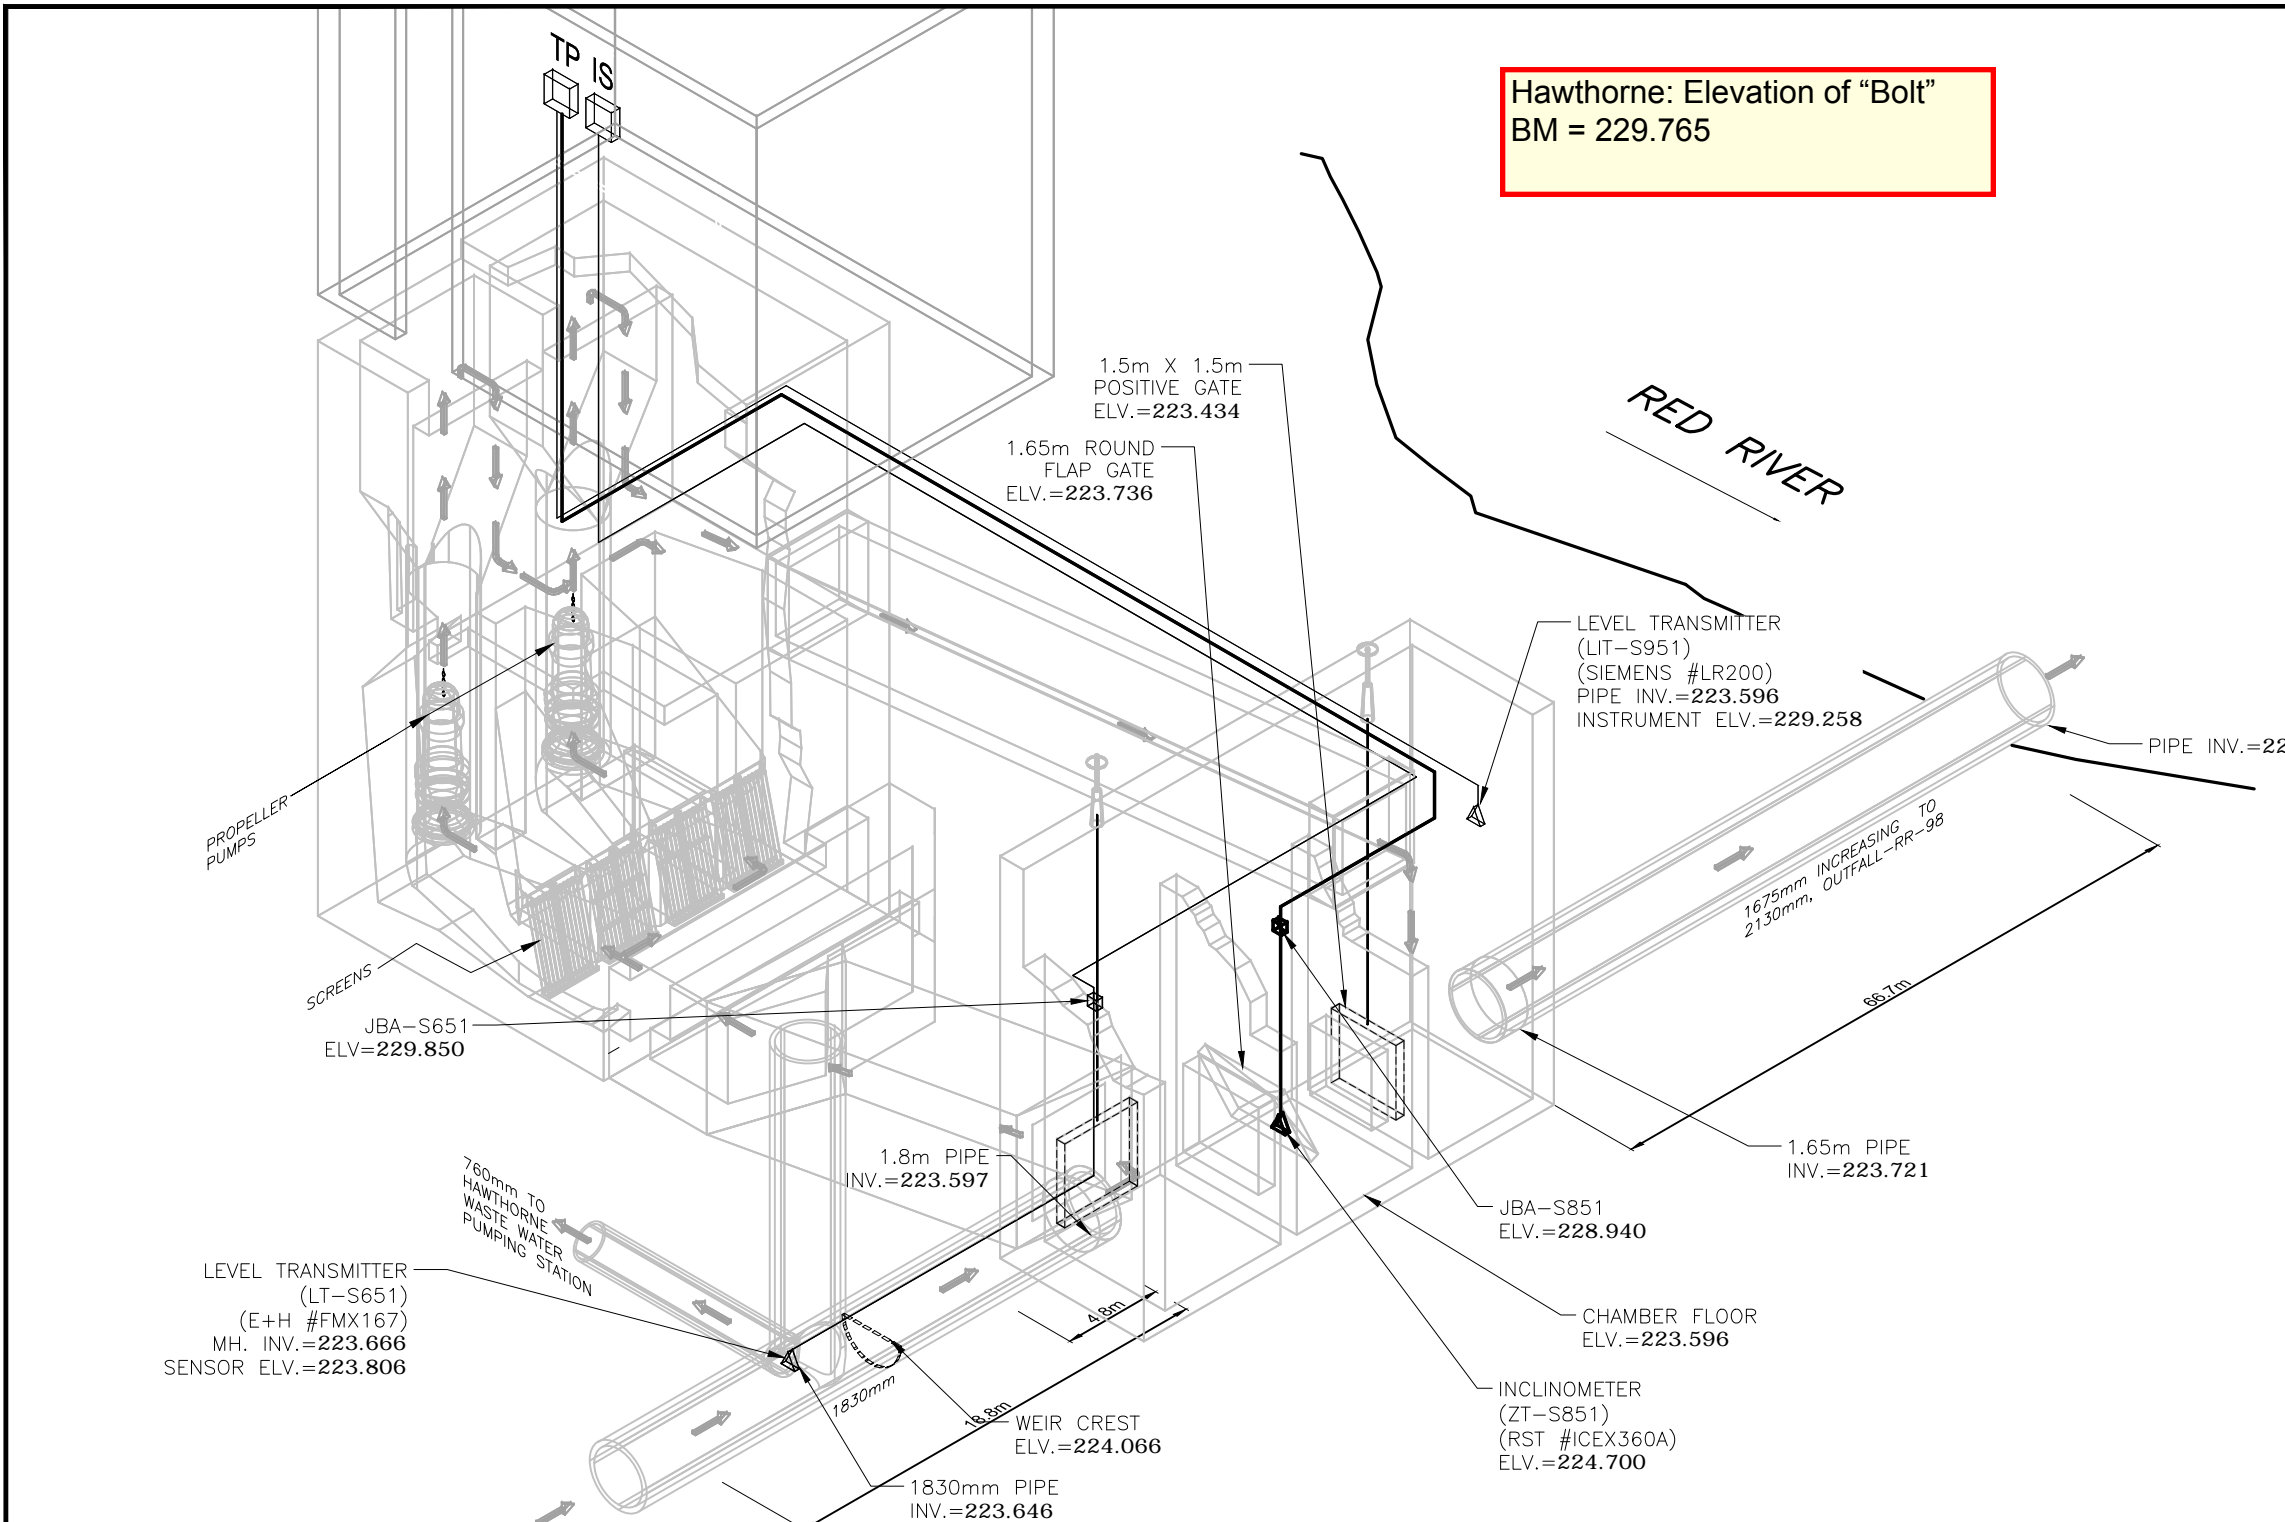 TP IS
Hawthorne: Elevation of “Bolt”
BM = 229.765
1.5m X 1.5m
POSITIVE GATE
ELV.=223.434
1.65m ROUND
FLAP GATE
ELV.=223.736
RED RIVER
LEVEL TRANSMITTER
(LIT-S951)
(SIEMENS #LR200)
PIPE INV.=223.596
INSTRUMENT ELV.=229.258
PIPE INV.=22
PROPELLER
PUMPS
1675mm INCREASING TO
2130mm, OUTFALL-RR-98
66.7m
SCREENS
JBA-S651
ELV=229.850
1.8m PIPE
INV.=223.597
1.65m PIPE
INV.=223.721
JBA-S851
ELV.=228.940
760mm TO
HAWTHORNE
WASTE WATER
PUMPING STATION
LEVEL TRANSMITTER
(LT-S651)
(E+H #FMX167)
MH. INV.=223.666
SENSOR ELV.=223.806
4.8m
CHAMBER FLOOR
ELV.=223.596
1830mm
18.8m
WEIR CREST
ELV.=224.066
INCLINOMETER
(ZT-S851)
(RST #ICEX360A)
ELV.=224.700
1830mm PIPE
INV.=223.646